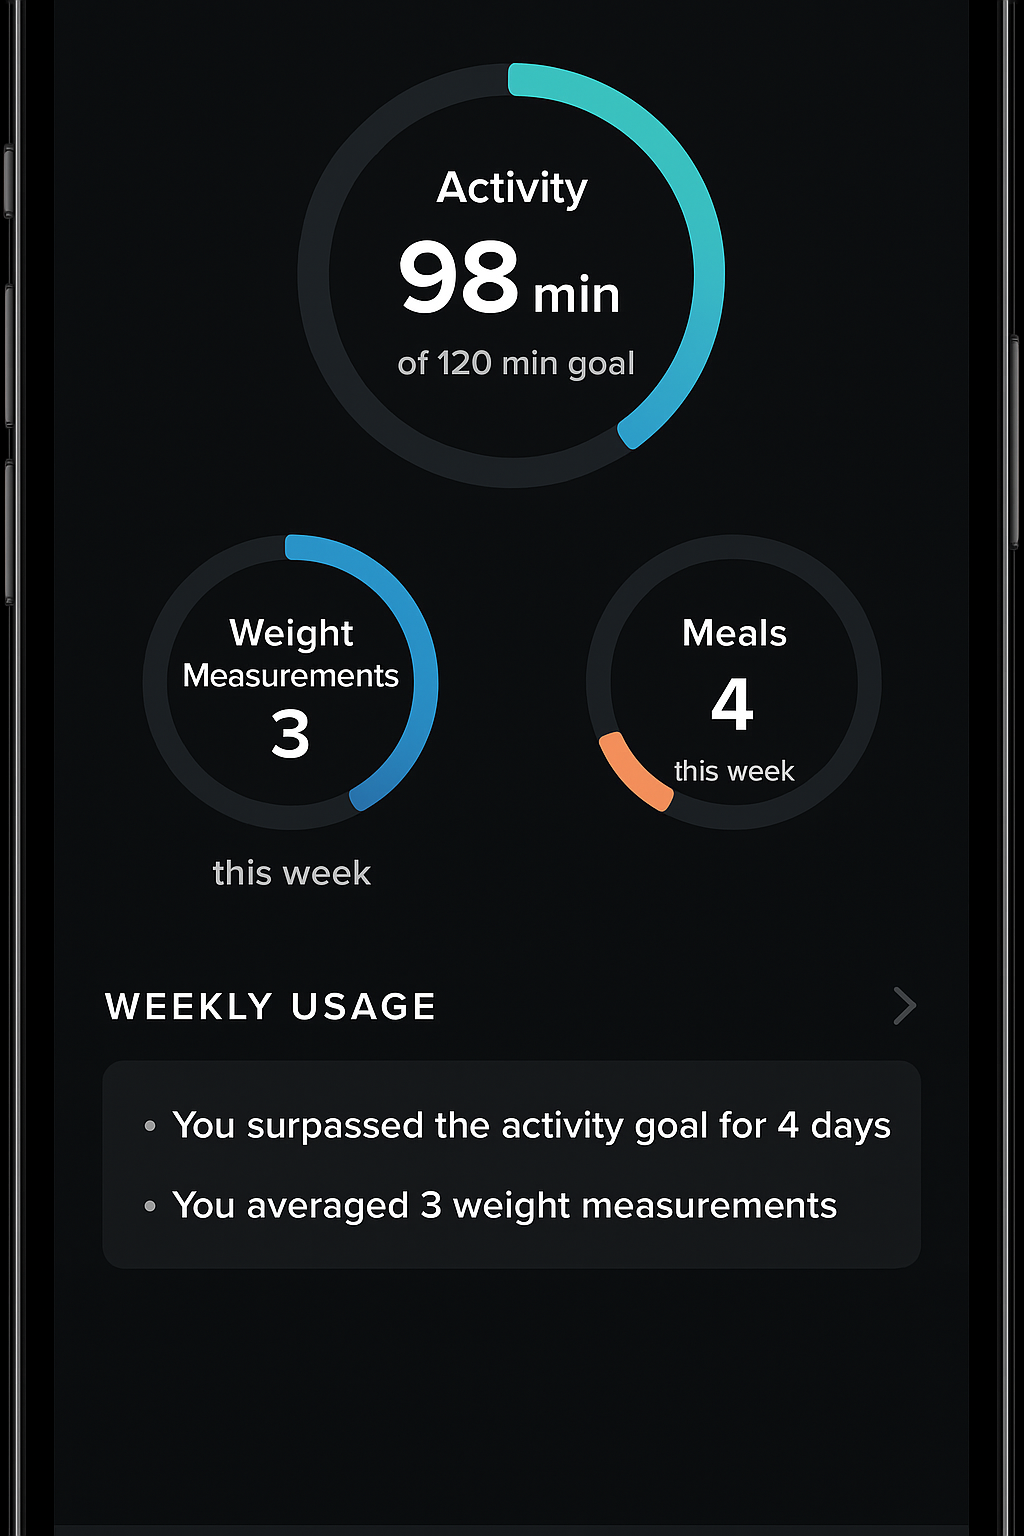 Activity
98 min
of 120 min goal
Weight
Measurements
3
this week
Meals
4
this week
WEEKLY USAGE
• You surpassed the activity goal for 4 days
• You averaged 3 weight measurements